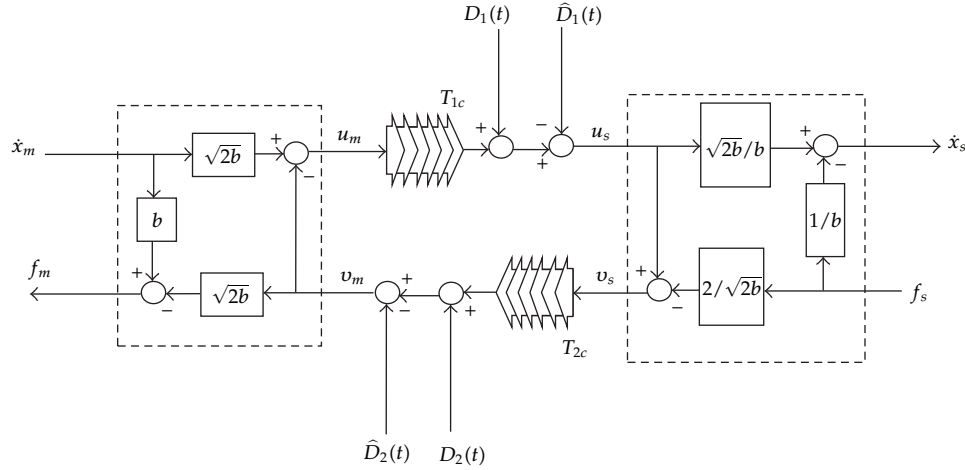 D₁(t) D̂₁(t)
T₁c
ẋₘ √2b + − uₘ + + − uₛ √2b/b + − ẋₛ
b 1/b
fₘ + − √2b vₘ + − + vₛ + − 2/√2b fₛ
T₂c
D̂₂(t) D₂(t)